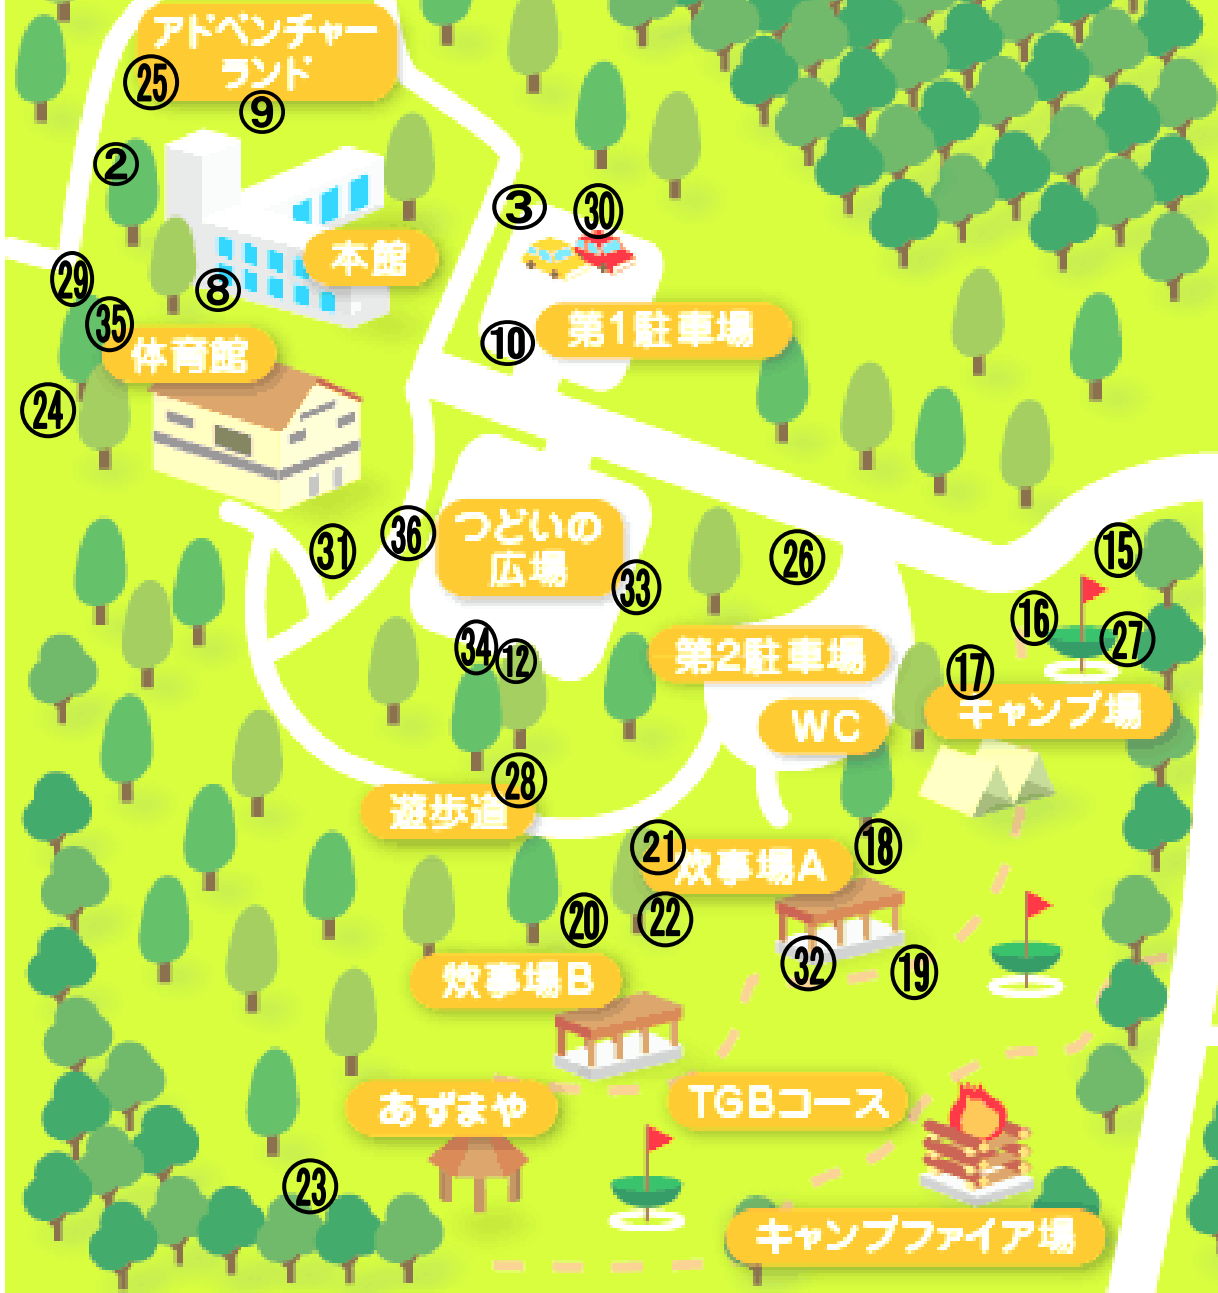 アドベンチャー
ランド
㉕
⑨
②
③
㉚
本館
㉙
⑧
㉟
体育館
⑩
第1駐車場
㉔
㊱
つどいの
広場
㉛
㉝
㉖
⑮
⑯
㉗
㉞
⑫
第2駐車場
⑰
キャンプ場
WC
㉘
遊歩道
㉑
炊事場A
⑱
⑳
㉒
㉜
⑲
炊事場B
あずまや
TGBコース
㉓
キャンプファイア場